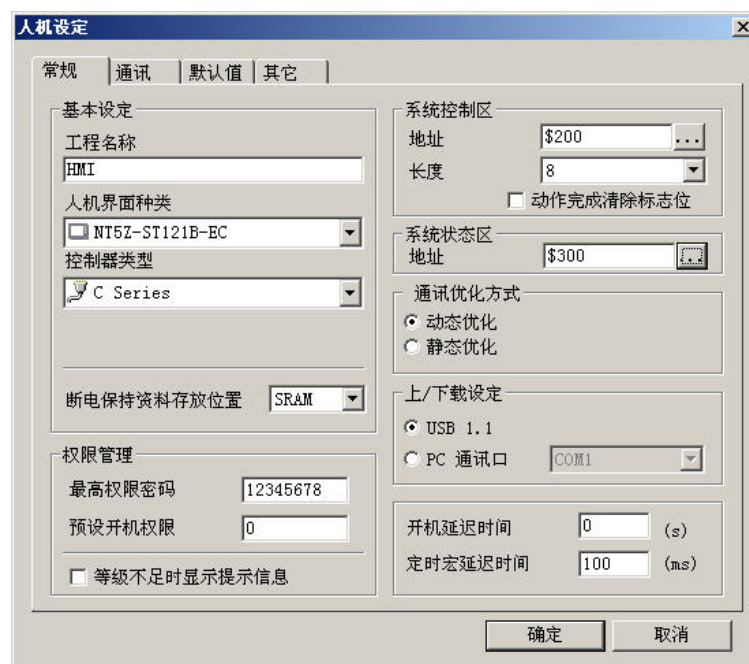 人机设定
常规 通讯 默认值 其它
基本设定
工程名称
HMI
人机界面种类
NT5Z-ST121B-EC
控制器类型
C Series
断电保持资料存放位置 SRAM
权限管理
最高权限密码 12345678
预设开机权限 0
等级不足时显示提示信息
系统控制区
地址 $200 ...
长度 8
动作完成清除标志位
系统状态区
地址 $300 ...
通讯优化方式
动态优化
静态优化
上/下载设定
USB 1.1
PC 通讯口 COM1
开机延迟时间 0 (s)
定时宏延迟时间 100 (ms)
确定 取消